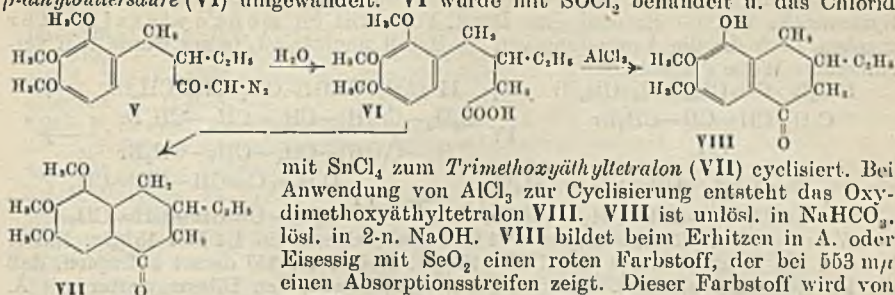 β-äthylbuttersäure (VI) umgewandelt. VI wurde mit SOCl₂ behandelt u. das Chlorid
H₃CO CH₂ H₃CO CH₂ OH CH₂
H₃CO CH·C₂H₅ H₂O H₃CO CH·C₂H₅ AlCl₃ H₃CO CH·C₂H₅
H₃CO CO·CH·N₂ H₃CO CH₂ H₃CO CH₂
V VI COOH C
VIII O
H₃CO CH₂
H₃CO CH·C₂H₅
H₃CO CH₂
C
VII O
mit SnCl₄ zum Trimethoxyäthyltetralon (VII) cyclisiert. Bei
Anwendung von AlCl₃ zur Cyclisierung entsteht das Oxy-
dimethoxyäthyltetralon VIII. VIII ist unlösl. in NaHCO₃.
lösl. in 2-n. NaOH. VIII bildet beim Erhitzen in A. oder
Eisessig mit SeO₂ einen roten Farbstoff, der bei 553 mµ
einen Absorptionsstreifen zeigt. Dieser Farbstoff wird von